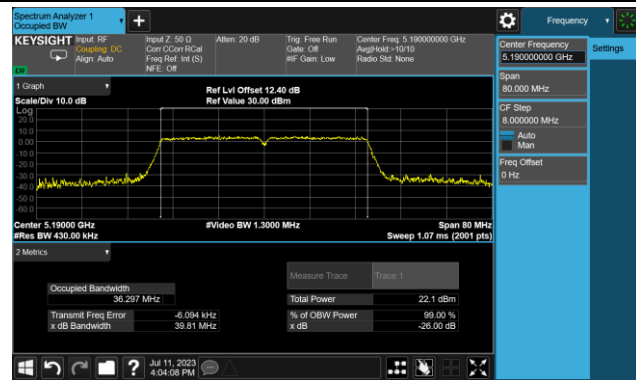 Spectrum Analyzer 1
Occupied BW
Frequency
KEYSIGHT
Input: RF
Coupling: DC
Align: Auto
Input Z: 50 Ω
Corr CCorr RCal
Freq Ref: Int (S)
NFE: Off
Atten: 20 dB
Trig: Free Run
Gate: Off
#IF Gain: Low
Center Freq: 5.190000000 GHz
Avg|Hold:>10/10
Radio Std: None
Center Frequency
5.190000000 GHz
Settings
Span
80.000 MHz
CF Step
8.000000 MHz
Auto
Man
Freq Offset
0 Hz
1 Graph
Scale/Div 10.0 dB
Ref Lvl Offset 12.40 dB
Ref Value 30.00 dBm
Log
20.0
10.0
0.00
-10.0
-20.0
-30.0
-40.0
-50.0
-60.0
Center 5.19000 GHz
#Res BW 430.00 kHz
#Video BW 1.3000 MHz
Span 80 MHz
Sweep 1.07 ms (2001 pts)
2 Metrics
Measure Trace
Trace 1
Occupied Bandwidth
36.297 MHz
Total Power
22.1 dBm
Transmit Freq Error
-6.094 kHz
% of OBW Power
99.00 %
x dB Bandwidth
39.81 MHz
x dB
-26.00 dB
Jul 11, 2023
4:04:08 PM